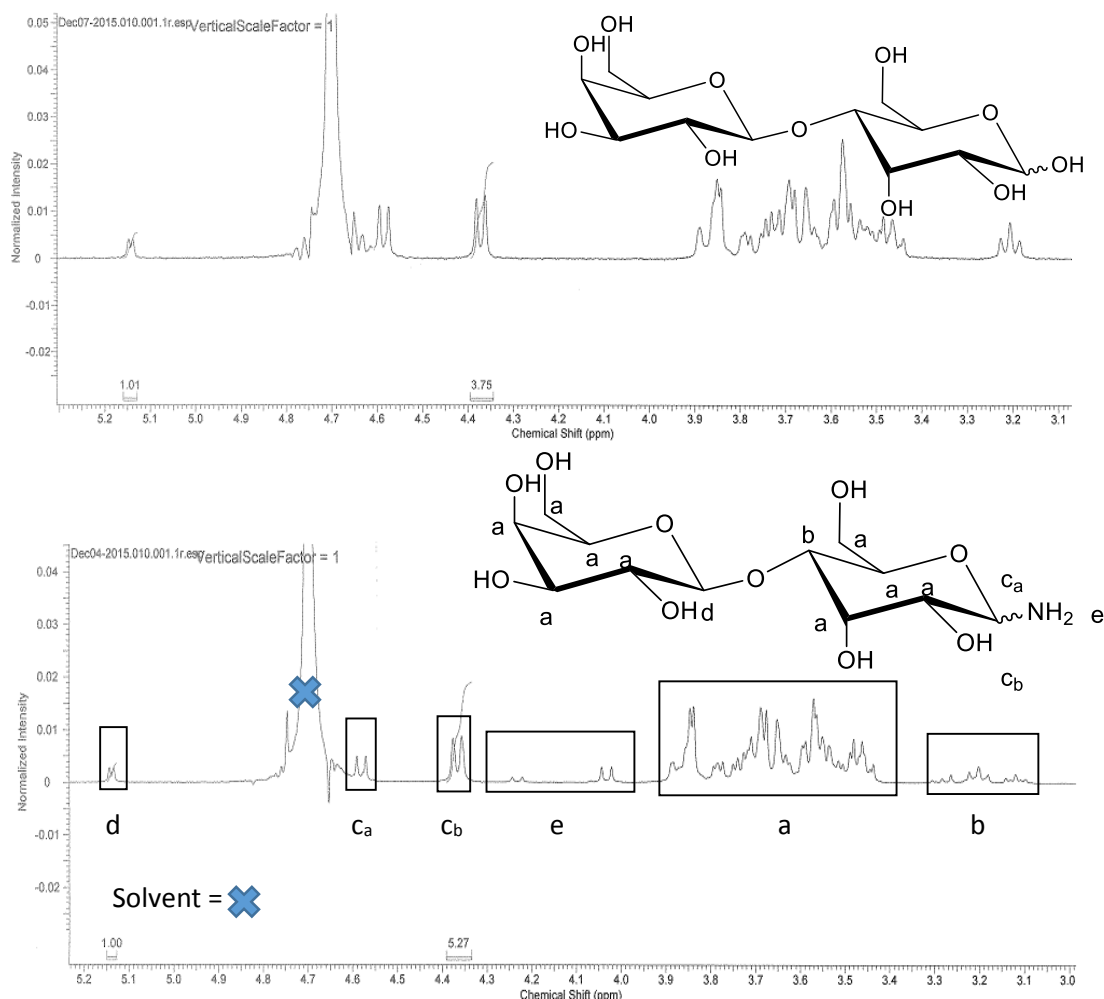 Dec07-2015.010.001.1r.esp VerticalScaleFactor = 1
0.05
0.04
0.03
0.02
0.01
0
-0.01
-0.02
Normalized Intensity
OH
OH
O
HO
OH
O
OH
O
OH
OH
OH
1.01
3.75
5.2 5.1 5.0 4.9 4.8 4.7 4.6 4.5 4.4 4.3 4.2 4.1 4.0 3.9 3.8 3.7 3.6 3.5 3.4 3.3 3.2 3.1
Chemical Shift (ppm)
Dec04-2015.010.001.1r.esp VerticalScaleFactor = 1
0.04
0.03
0.02
0.01
0
-0.01
-0.02
Normalized Intensity
OH
OH
a
a
O
a
a
HO
a
OH d
O
OH
b
a
O
a
a
a
OH
OH
ca
NH2 e
cb
d
ca
cb
e
a
b
Solvent =
1.00
5.27
5.2 5.1 5.0 4.9 4.8 4.7 4.6 4.5 4.4 4.3 4.2 4.1 4.0 3.9 3.8 3.7 3.6 3.5 3.4 3.3 3.2 3.1 3.0
Chemical Shift (ppm)